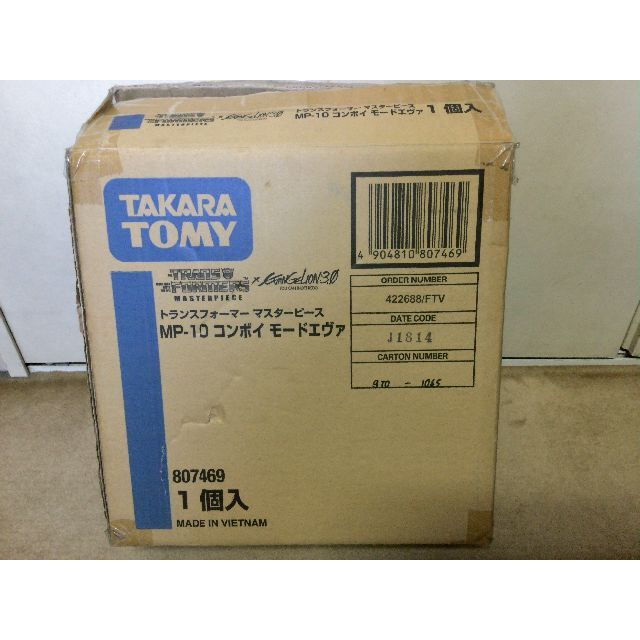 トランスフォーマー マスターピース
MP-10 コンボイ モードエヴァ 1個入
TAKARA
TOMY
4 904810 807469
TRANSFORMERS × EVANGELION:3.0
MASTERPIECE
トランスフォーマー マスターピース
MP-10 コンボイ モードエヴァ
ORDER NUMBER
422688/FTV
DATE CODE
J1814
CARTON NUMBER
970 - 1065
807469
1個入
MADE IN VIETNAM